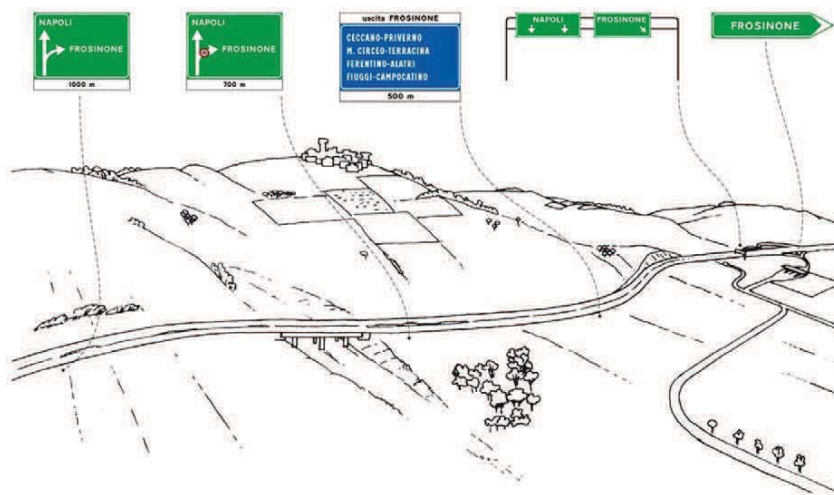 NAPOLI
FROSINONE
1000 m
NAPOLI
FROSINONE
700 m
uscita FROSINONE
CECCANO-PRIVERNO
M. CIRCEO-TERRACINA
FERENTINO-ALATRI
FIUGGI-CAMPOCATINO
500 m
NAPOLI
FROSINONE
FROSINONE